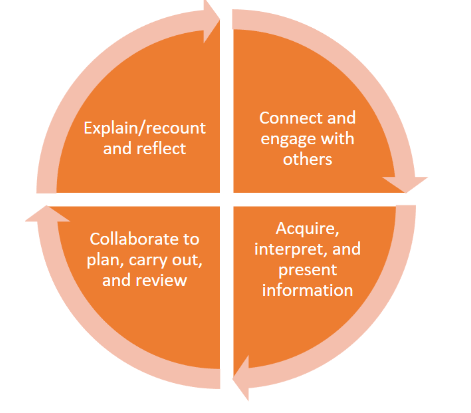 Explain/recount
and reflect
Connect and
engage with
others
Collaborate to
plan, carry out,
and review
Acquire,
interpret, and
present
information